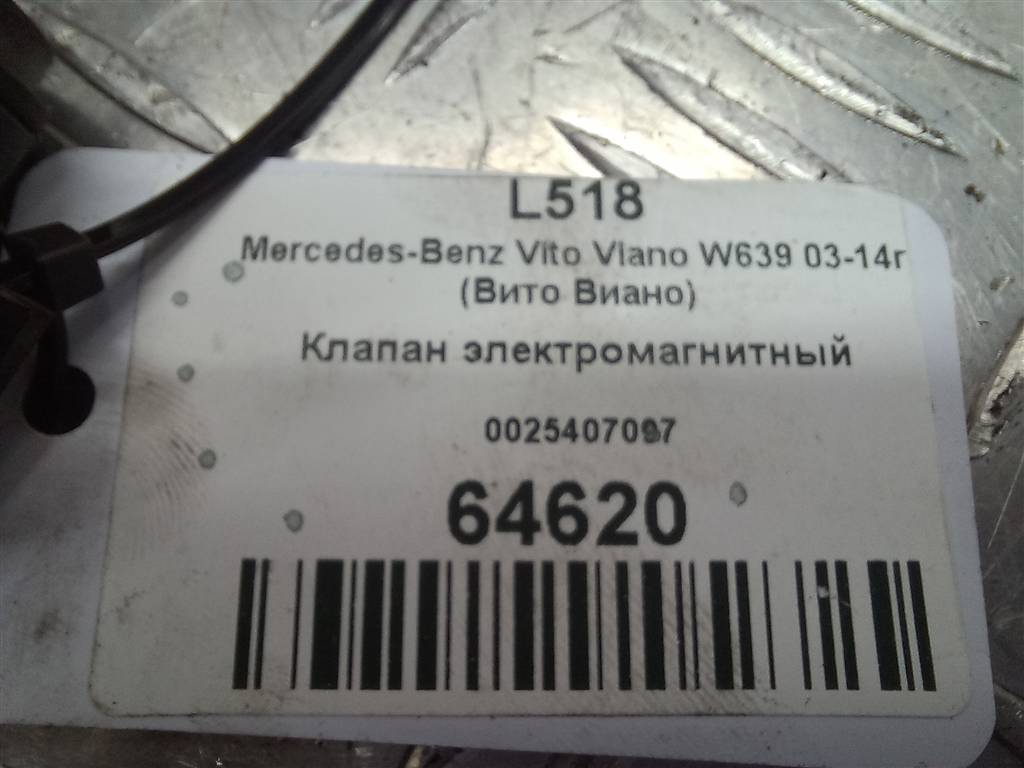 L518
Mercedes-Benz Vito Viano W639 03-14г
(Вито Виано)
Клапан электромагнитный
0025407097
64620